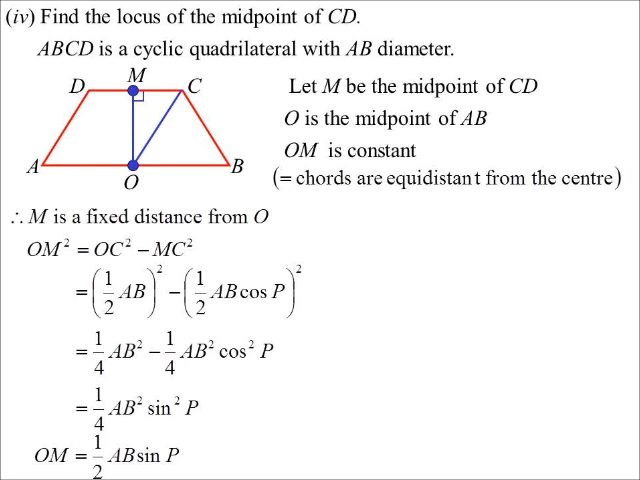 (iv) Find the locus of the midpoint of CD.
ABCD is a cyclic quadrilateral with AB diameter.
D M C
Let M be the midpoint of CD
O is the midpoint of AB
A O B
OM is constant
(= chords are equidistant from the centre)
∴ M is a fixed distance from O
OM² = OC² − MC²
= (1/2 AB)² − (1/2 AB cos P)²
= 1/4 AB² − 1/4 AB² cos² P
= 1/4 AB² sin² P
OM = 1/2 AB sin P